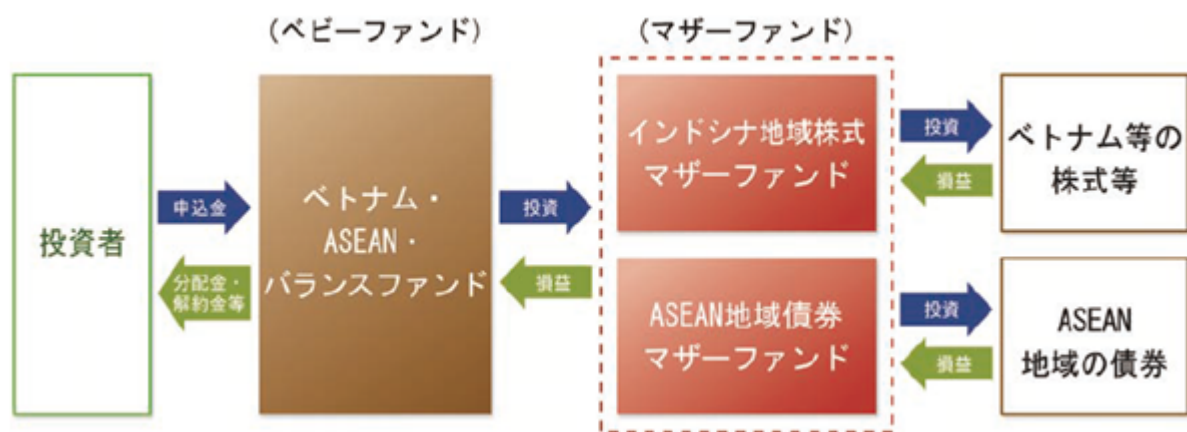 (ベビーファンド)
(マザーファンド)
投資者
申込金
分配金・
解約金等
ベトナム・
ASEAN・
バランスファンド
投資
損益
インドシナ地域株式
マザーファンド
ASEAN地域債券
マザーファンド
投資
損益
ベトナム等の
株式等
投資
損益
ASEAN
地域の債券